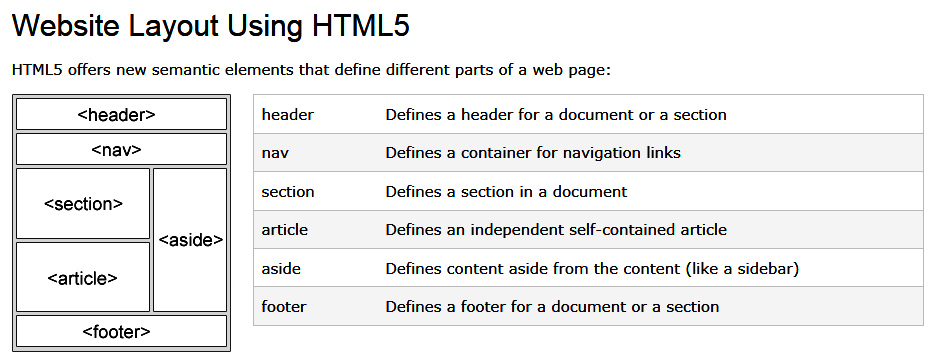 Website Layout Using HTML5
HTML5 offers new semantic elements that define different parts of a web page:
<header>
<nav>
<section>
<aside>
<article>
<footer>
header Defines a header for a document or a section
nav Defines a container for navigation links
section Defines a section in a document
article Defines an independent self-contained article
aside Defines content aside from the content (like a sidebar)
footer Defines a footer for a document or a section